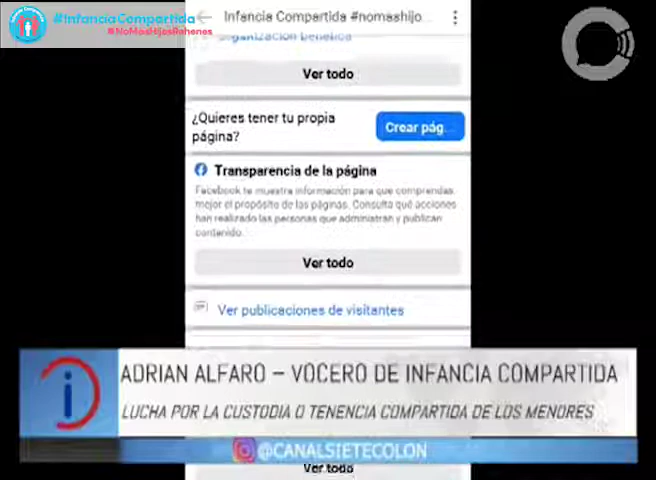 #InfanciaCompartida
#NoMasHijosRehenes
Infancia Compartida #nomashijo...
organización benéfica
Ver todo
¿Quieres tener tu propia
página?
Crear pág...
Transparencia de la página
Facebook te muestra información para que comprendas
mejor el propósito de las páginas. Consulta qué acciones
han realizado las personas que administran y publican
contenido.
Ver todo
Ver publicaciones de visitantes
ADRIAN ALFARO – VOCERO DE INFANCIA COMPARTIDA
LUCHA POR LA CUSTODIA O TENENCIA COMPARTIDA DE LOS MENORES
@CANALSIETECOLON
Ver todo